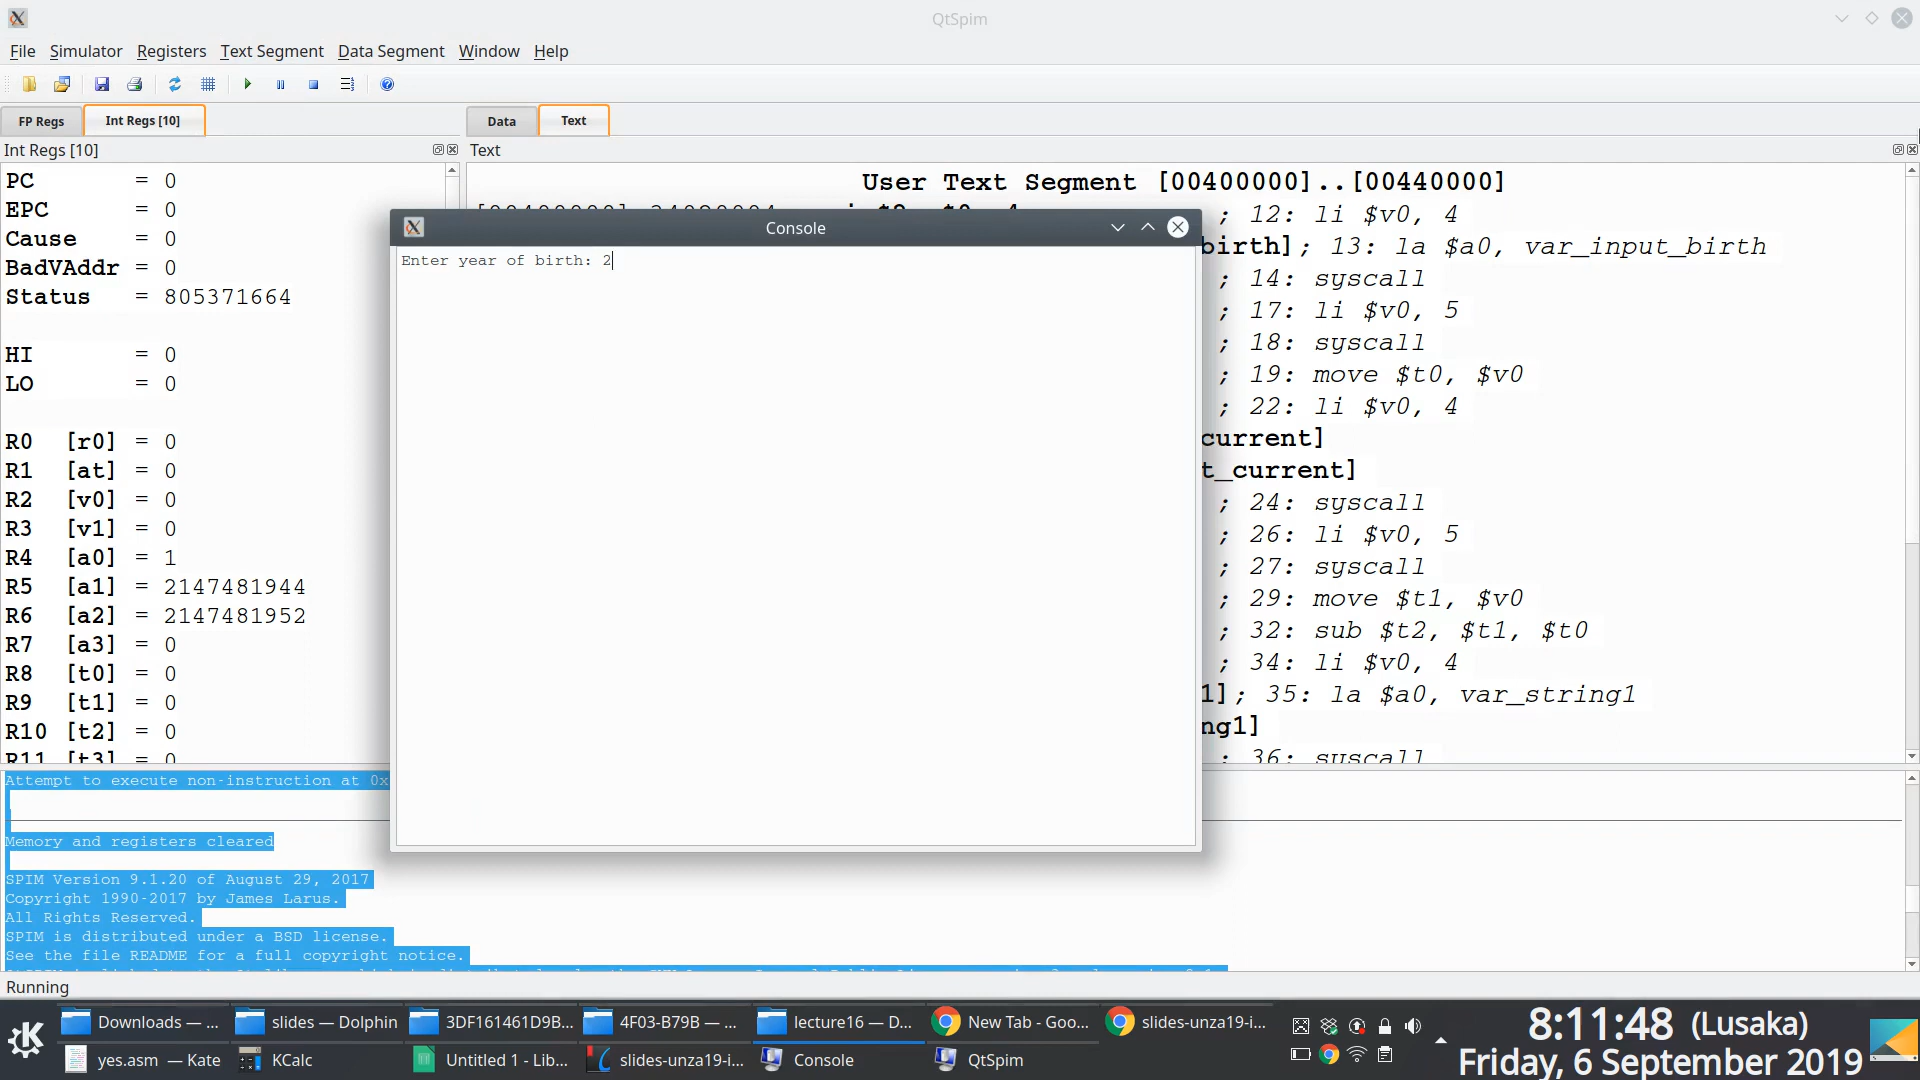 QtSpim
File Simulator Registers Text Segment Data Segment Window Help
FP Regs Int Regs [10] Data Text
Int Regs [10] Text
PC = 0
EPC = 0
Cause = 0
BadVAddr = 0
Status = 805371664
HI = 0
LO = 0
R0 [r0] = 0
R1 [at] = 0
R2 [v0] = 0
R3 [v1] = 0
R4 [a0] = 1
R5 [a1] = 2147481944
R6 [a2] = 2147481952
R7 [a3] = 0
R8 [t0] = 0
R9 [t1] = 0
R10 [t2] = 0
R11 [t3] = 0
User Text Segment [00400000]..[00440000]
; 12: li $v0, 4
birth]; 13: la $a0, var_input_birth
; 14: syscall
; 17: li $v0, 5
; 18: syscall
; 19: move $t0, $v0
; 22: li $v0, 4
current]
t_current]
; 24: syscall
; 26: li $v0, 5
; 27: syscall
; 29: move $t1, $v0
; 32: sub $t2, $t1, $t0
; 34: li $v0, 4
1]; 35: la $a0, var_string1
ng1]
; 36: syscall
Console
Enter year of birth: 2
Attempt to execute non-instruction at 0x
Memory and registers cleared
SPIM Version 9.1.20 of August 29, 2017
Copyright 1990-2017 by James Larus.
All Rights Reserved.
SPIM is distributed under a BSD license.
See the file README for a full copyright notice.
Running
Downloads — ... slides — Dolphin 3DF161461D9B... 4F03-B79B — ... lecture16 — D... New Tab - Goo... slides-unza19-i...
yes.asm — Kate KCalc Untitled 1 - Lib... slides-unza19-i... Console QtSpim
8:11:48 (Lusaka)
Friday, 6 September 2019